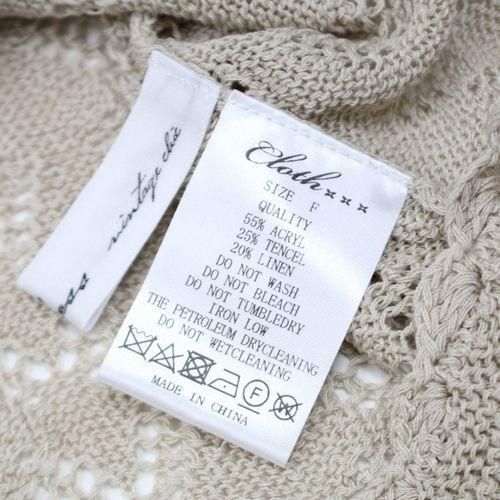 Cloth
SIZE F
QUALITY
55% ACRYL
25% TENCEL
20% LINEN
DO NOT WASH
DO NOT BLEACH
DO NOT TUMBLEDRY
IRON LOW
THE PETROLEUM DRYCLEANING
DO NOT WETCLEANING
F W
MADE IN CHINA
ess vintage chic